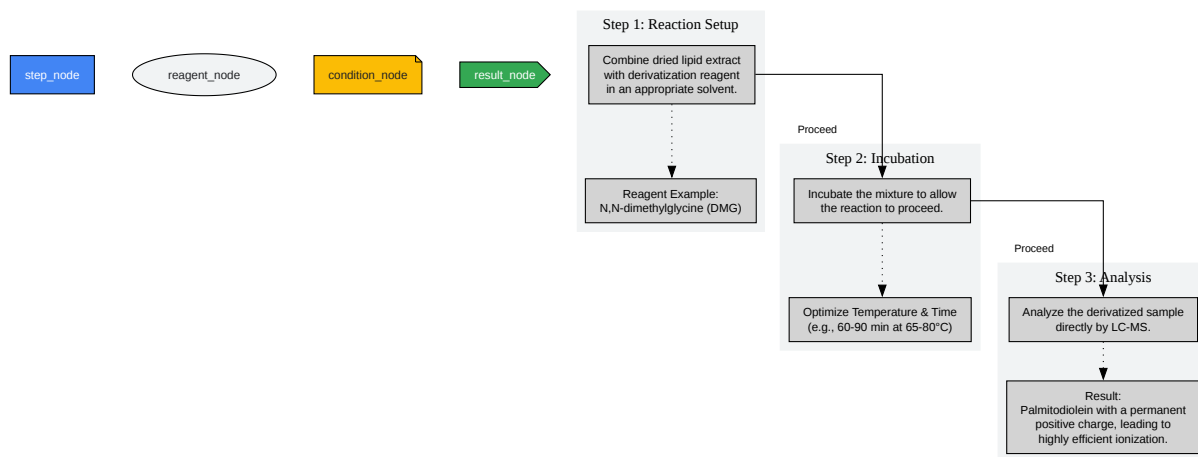 step_node
reagent_node
condition_node
result_node
Step 1: Reaction Setup
Combine dried lipid extract
with derivatization reagent
in an appropriate solvent.
Reagent Example:
N,N-dimethylglycine (DMG)
Proceed
Step 2: Incubation
Incubate the mixture to allow
the reaction to proceed.
Optimize Temperature & Time
(e.g., 60-90 min at 65-80°C)
Proceed
Step 3: Analysis
Analyze the derivatized sample
directly by LC-MS.
Result:
Palmitodiolein with a permanent
positive charge, leading to
highly efficient ionization.